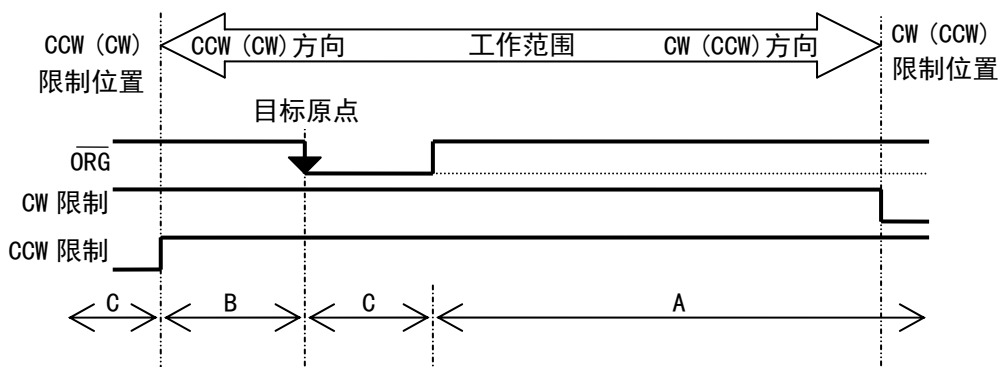 CCW (CW)
限制位置
CCW (CW)方向
工作范围
CW (CCW)方向
CW (CCW)
限制位置
目标原点
ORG
CW 限制
CCW 限制
C
B
C
A